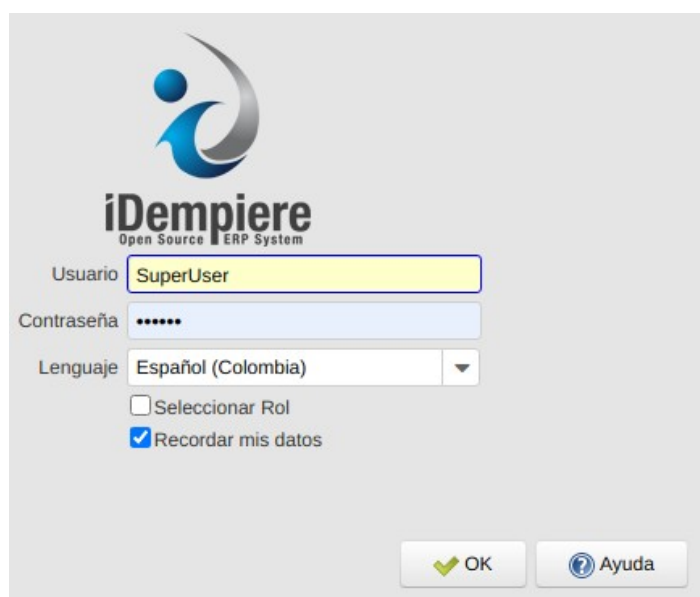 iDempiere
Open Source ERP System
Usuario SuperUser
Contraseña ••••••
Lenguaje Español (Colombia)
Seleccionar Rol
Recordar mis datos
OK Ayuda